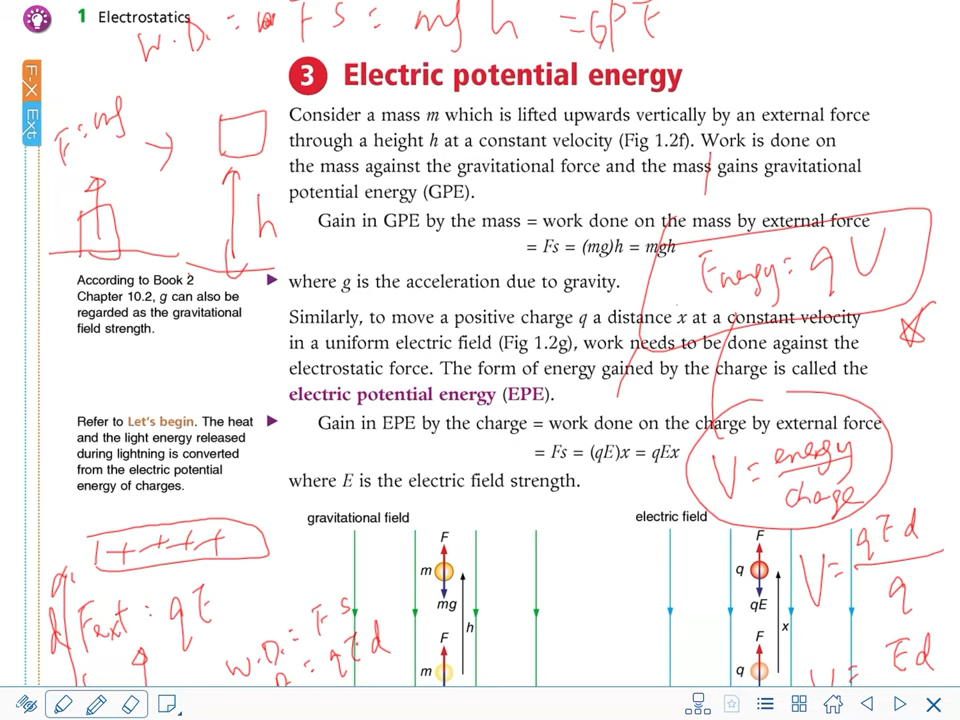 1 Electrostatics
W.D. = F S = mg h = GPE
3 Electric potential energy
F-X Ext
Consider a mass m which is lifted upwards vertically by an external force
through a height h at a constant velocity (Fig 1.2f). Work is done on
the mass against the gravitational force and the mass gains gravitational
potential energy (GPE).
F = mg
h
Gain in GPE by the mass = work done on the mass by external force
= Fs = (mg)h = mgh
Energy = q V
According to Book 2
Chapter 10.2, g can also be
regarded as the gravitational
field strength.
where g is the acceleration due to gravity.
Similarly, to move a positive charge q a distance x at a constant velocity
in a uniform electric field (Fig 1.2g), work needs to be done against the
electrostatic force. The form of energy gained by the charge is called the
electric potential energy (EPE).
Refer to Let's begin. The heat
and the light energy released
during lightning is converted
from the electric potential
energy of charges.
Gain in EPE by the charge = work done on the charge by external force
= Fs = (qE)x = qEx
V = energy
charge
where E is the electric field strength.
gravitational field
electric field
F
F
m
q
mg
qE
h
x
F
F
m
q
+ + + +
d
Fext = qE
W.D. = F S
= qE d
V = qEd
q
V = Ed